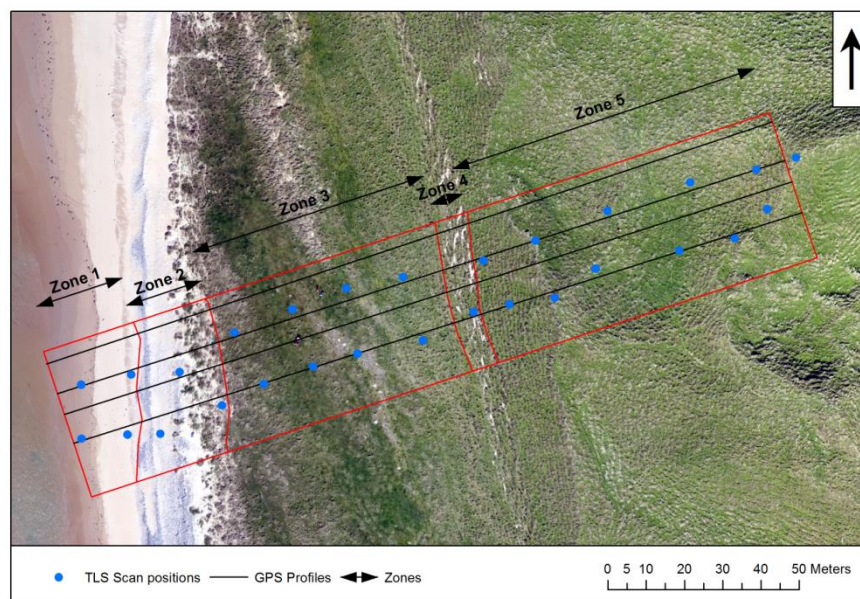 Zone 5
Zone 4
Zone 3
Zone 2
Zone 1
TLS Scan positions
GPS Profiles
Zones
0 5 10 20 30 40 50 Meters